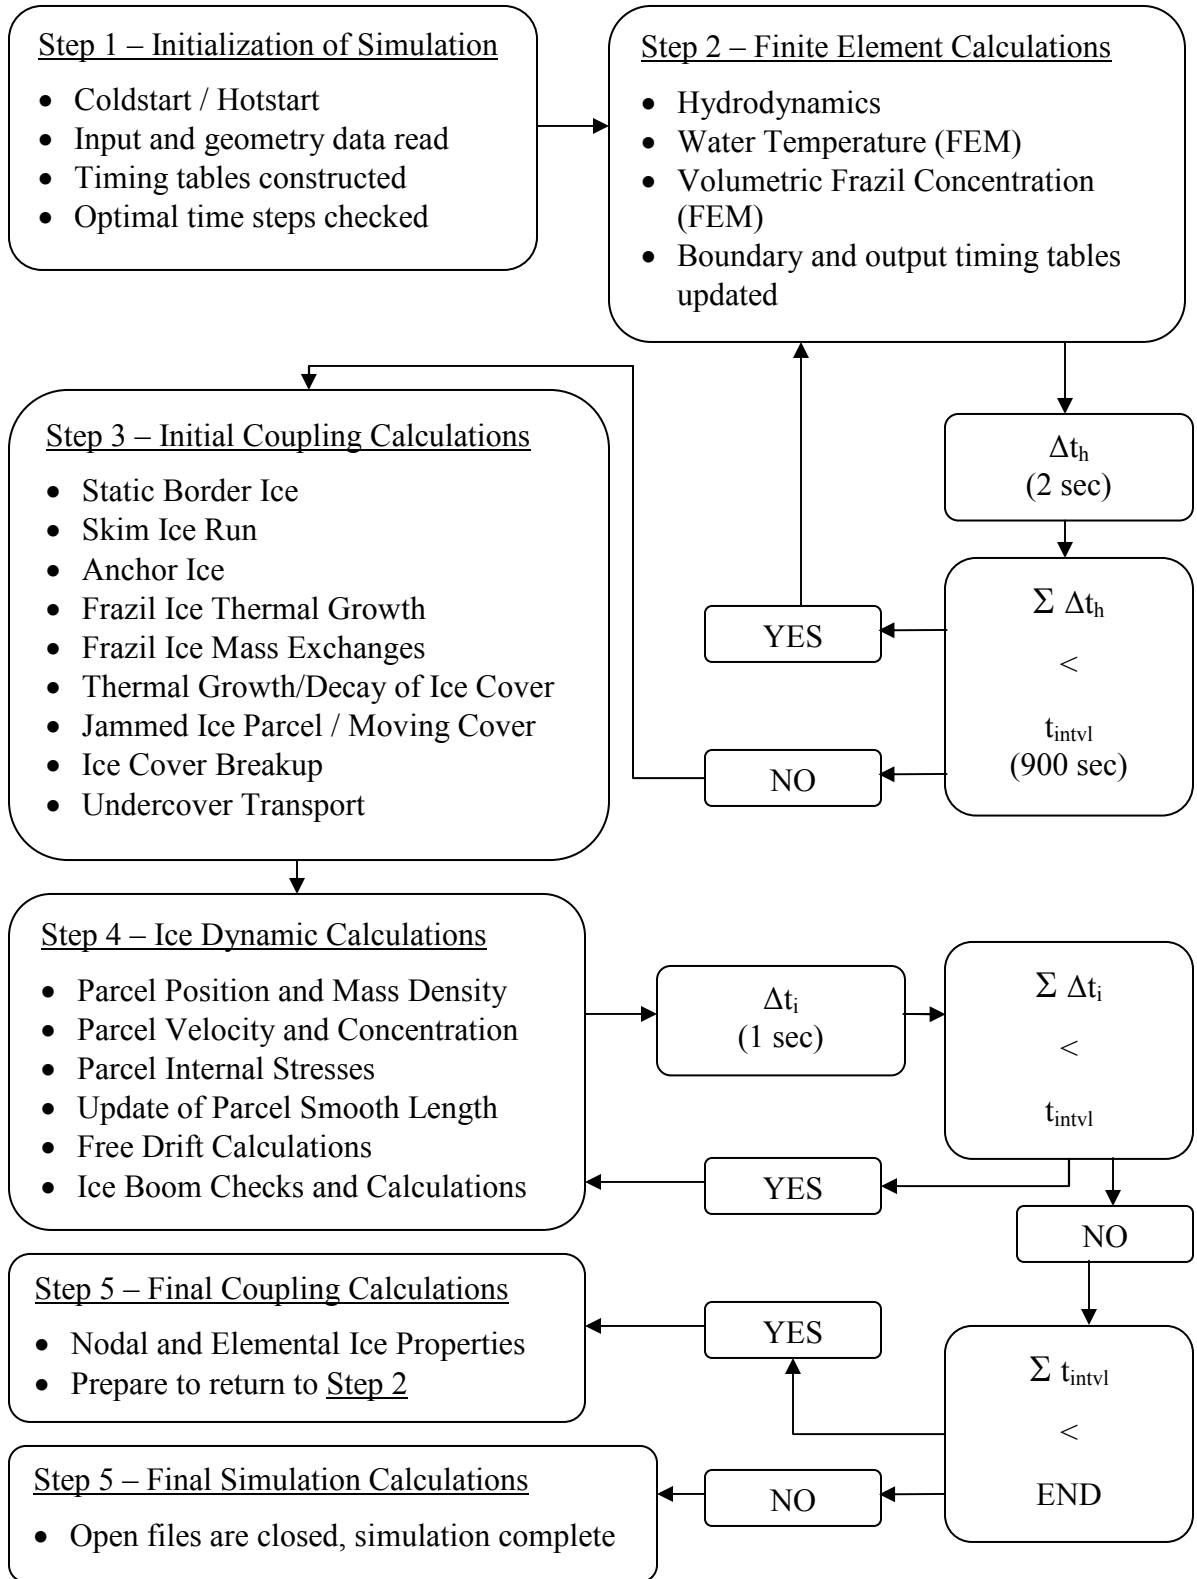 Step 1 – Initialization of Simulation
• Coldstart / Hotstart
• Input and geometry data read
• Timing tables constructed
• Optimal time steps checked
Step 2 – Finite Element Calculations
• Hydrodynamics
• Water Temperature (FEM)
• Volumetric Frazil Concentration
(FEM)
• Boundary and output timing tables
updated
Δtₕ
(2 sec)
Σ Δtₕ
<
t_intvl
(900 sec)
YES
NO
Step 3 – Initial Coupling Calculations
• Static Border Ice
• Skim Ice Run
• Anchor Ice
• Frazil Ice Thermal Growth
• Frazil Ice Mass Exchanges
• Thermal Growth/Decay of Ice Cover
• Jammed Ice Parcel / Moving Cover
• Ice Cover Breakup
• Undercover Transport
Step 4 – Ice Dynamic Calculations
• Parcel Position and Mass Density
• Parcel Velocity and Concentration
• Parcel Internal Stresses
• Update of Parcel Smooth Length
• Free Drift Calculations
• Ice Boom Checks and Calculations
Δtᵢ
(1 sec)
Σ Δtᵢ
<
t_intvl
YES
NO
Σ t_intvl
<
END
YES
Step 5 – Final Coupling Calculations
• Nodal and Elemental Ice Properties
• Prepare to return to Step 2
NO
Step 5 – Final Simulation Calculations
• Open files are closed, simulation complete